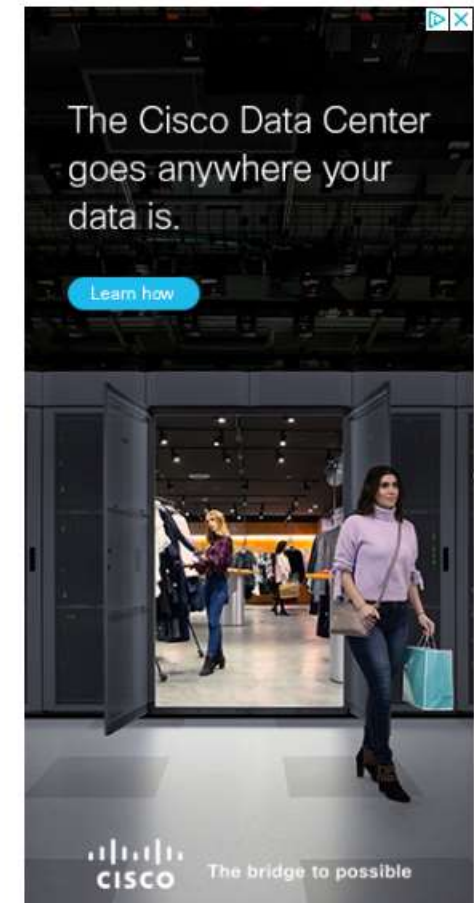 The Cisco Data Center
goes anywhere your
data is.
Learn how
CISCO
The bridge to possible